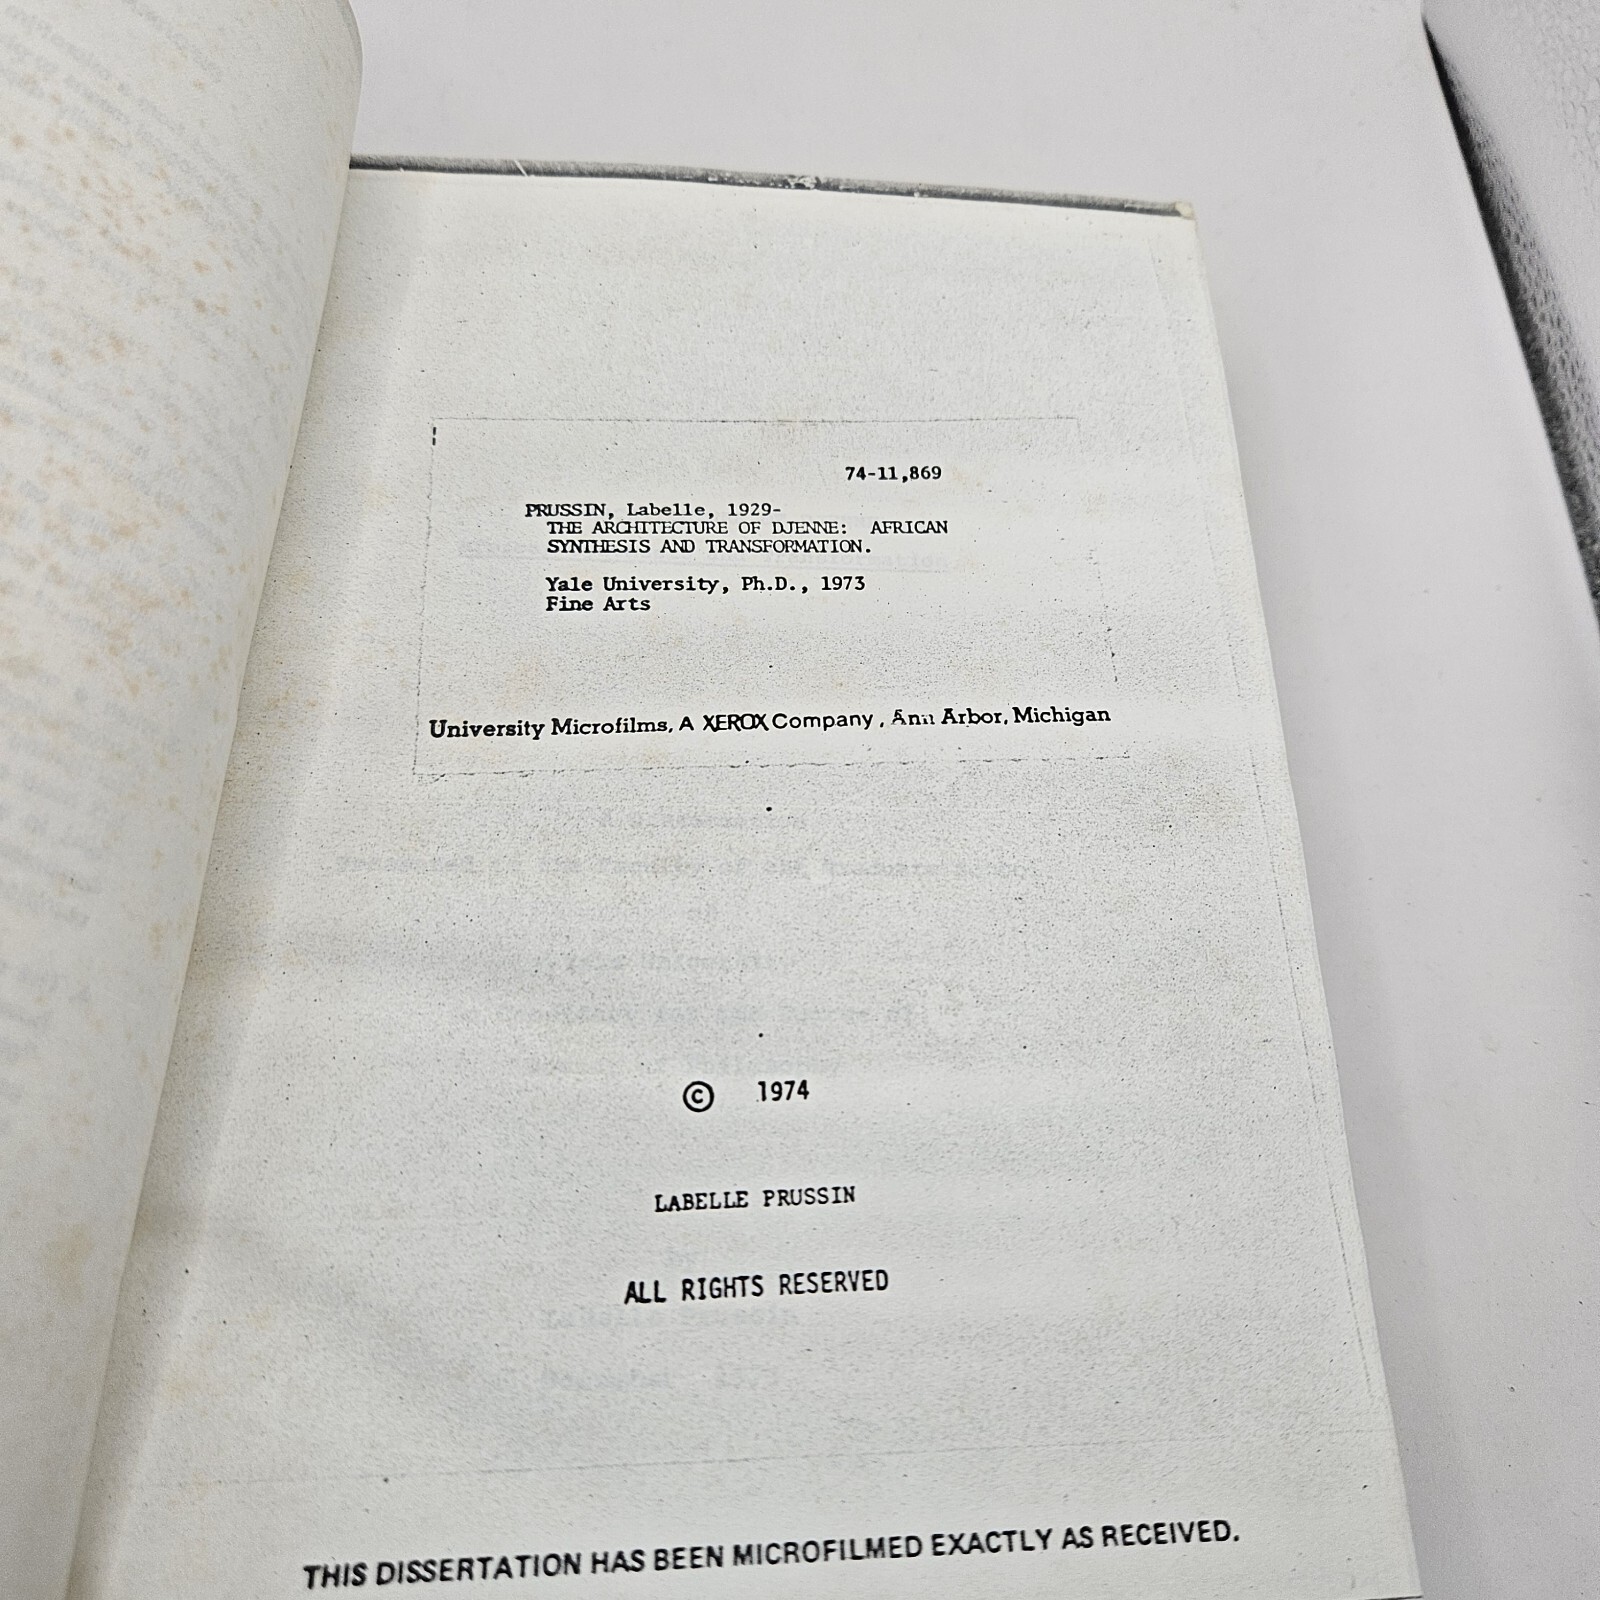 74-11,869
PRUSSIN, Labelle, 1929-
THE ARCHITECTURE OF DJENNE: AFRICAN
SYNTHESIS AND TRANSFORMATION.
Yale University, Ph.D., 1973
Fine Arts
University Microfilms, A XEROX Company, Ann Arbor, Michigan
© 1974
LABELLE PRUSSIN
ALL RIGHTS RESERVED
THIS DISSERTATION HAS BEEN MICROFILMED EXACTLY AS RECEIVED.